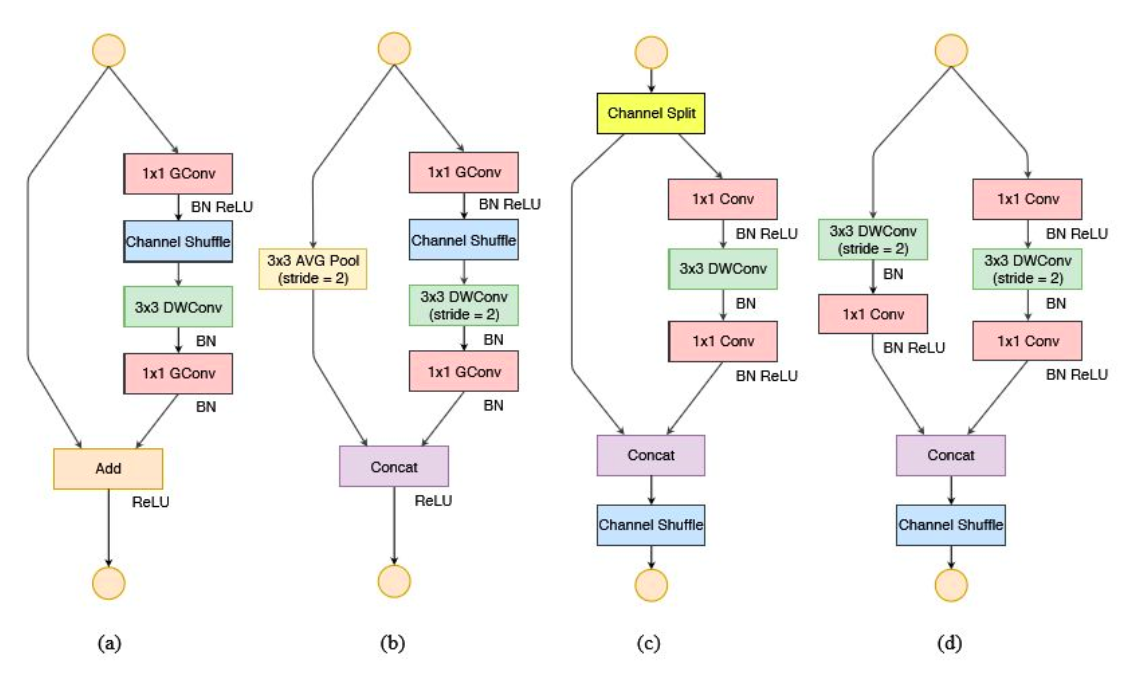 1x1 GConv
BN ReLU
Channel Shuffle
3x3 DWConv
BN
1x1 GConv
BN
Add
ReLU
(a)
1x1 GConv
BN ReLU
Channel Shuffle
3x3 AVG Pool
(stride = 2)
3x3 DWConv
(stride = 2)
BN
1x1 GConv
BN
Concat
ReLU
(b)
Channel Split
1x1 Conv
BN ReLU
3x3 DWConv
BN
1x1 Conv
BN ReLU
Concat
Channel Shuffle
(c)
3x3 DWConv
(stride = 2)
BN
1x1 Conv
BN ReLU
1x1 Conv
BN ReLU
3x3 DWConv
(stride = 2)
BN
1x1 Conv
BN ReLU
Concat
Channel Shuffle
(d)